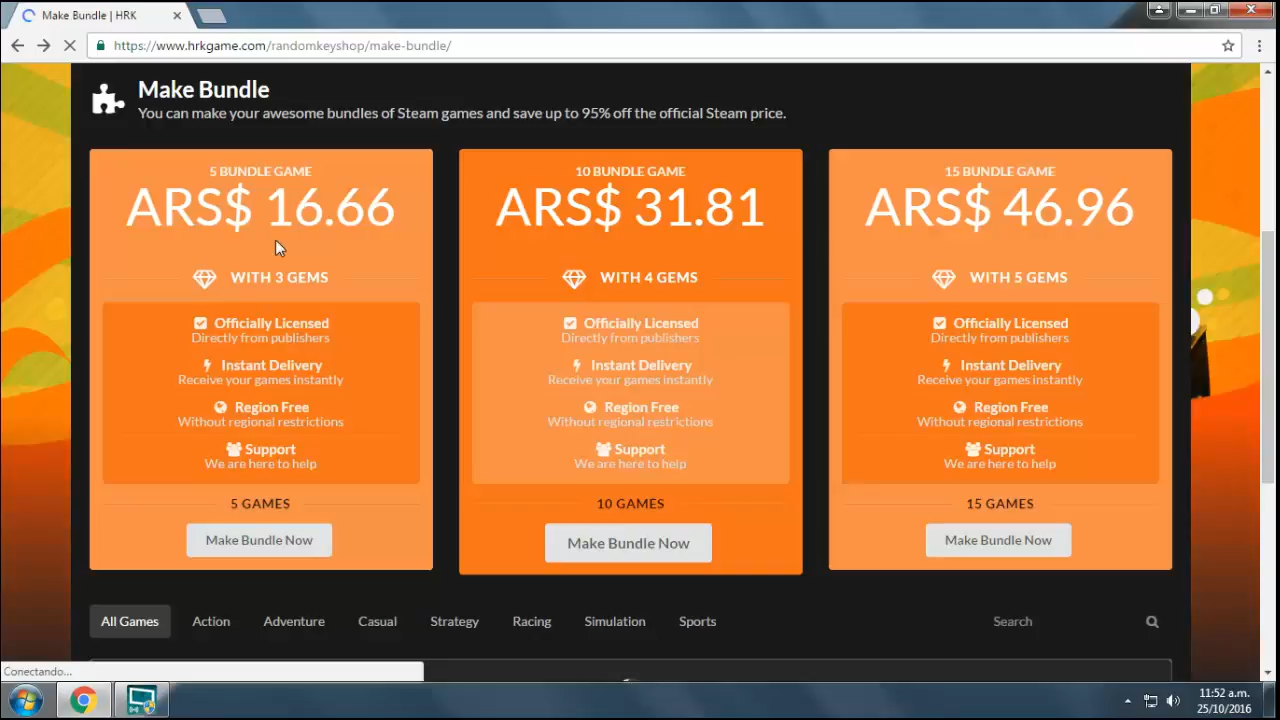 Make Bundle | HRK
https://www.hrkgame.com/randomkeyshop/make-bundle/
Make Bundle
You can make your awesome bundles of Steam games and save up to 95% off the official Steam price.
5 BUNDLE GAME
ARS$ 16.66
WITH 3 GEMS
Officially Licensed
Directly from publishers
Instant Delivery
Receive your games instantly
Region Free
Without regional restrictions
Support
We are here to help
5 GAMES
Make Bundle Now
10 BUNDLE GAME
ARS$ 31.81
WITH 4 GEMS
Officially Licensed
Directly from publishers
Instant Delivery
Receive your games instantly
Region Free
Without regional restrictions
Support
We are here to help
10 GAMES
Make Bundle Now
15 BUNDLE GAME
ARS$ 46.96
WITH 5 GEMS
Officially Licensed
Directly from publishers
Instant Delivery
Receive your games instantly
Region Free
Without regional restrictions
Support
We are here to help
15 GAMES
Make Bundle Now
All Games Action Adventure Casual Strategy Racing Simulation Sports Search
Conectando...
11:52 a.m.
25/10/2016